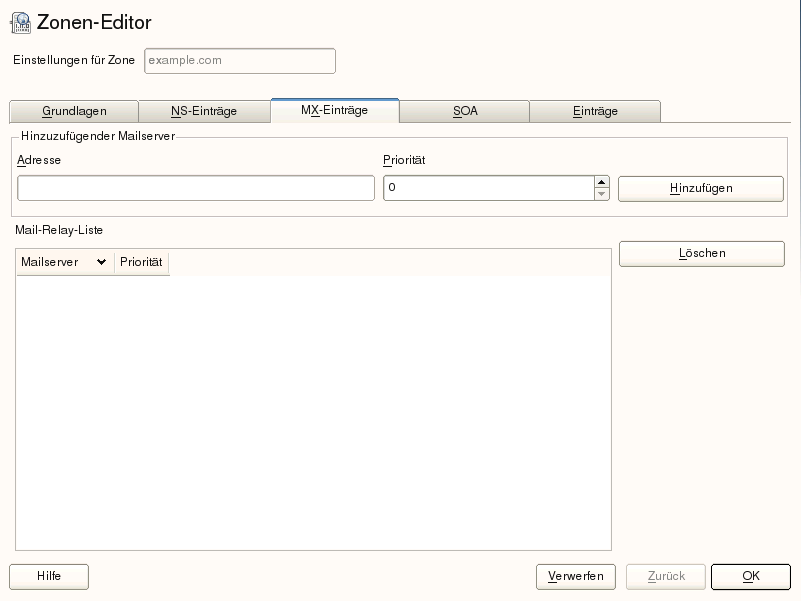 Zonen-Editor
Einstellungen für Zone example.com
Grundlagen NS-Einträge MX-Einträge SOA Einträge
Hinzuzufügender Mailserver
Adresse Priorität
0 Hinzufügen
Mail-Relay-Liste
Löschen
Mailserver Priorität
Hilfe Verwerfen Zurück OK